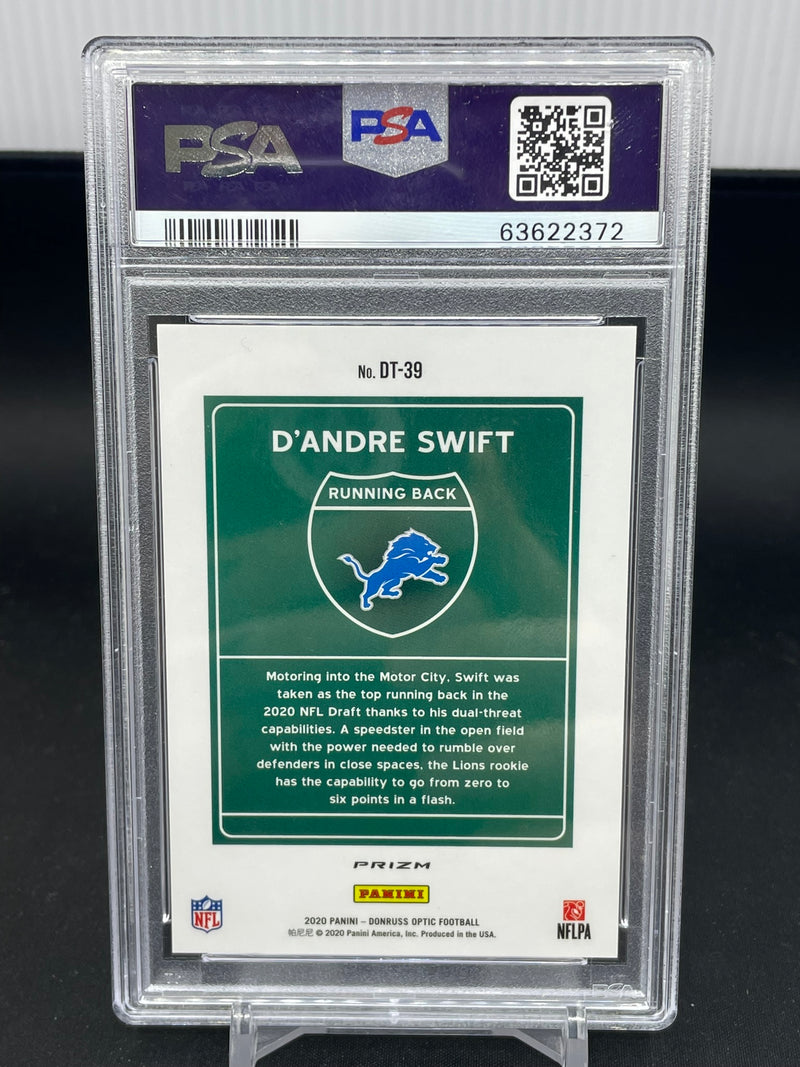 PSA
PSA
63622372
No. DT-39
D'ANDRE SWIFT
RUNNING BACK
Motoring into the Motor City, Swift was
taken as the top running back in the
2020 NFL Draft thanks to his dual-threat
capabilities. A speedster in the open field
with the power needed to rumble over
defenders in close spaces, the Lions rookie
has the capability to go from zero to
six points in a flash.
PRIZM
PANINI
NFL
2020 PANINI – DONRUSS OPTIC FOOTBALL
帕尼尼 © 2020 Panini America, Inc. Produced in the USA.
NFLPA
PSA